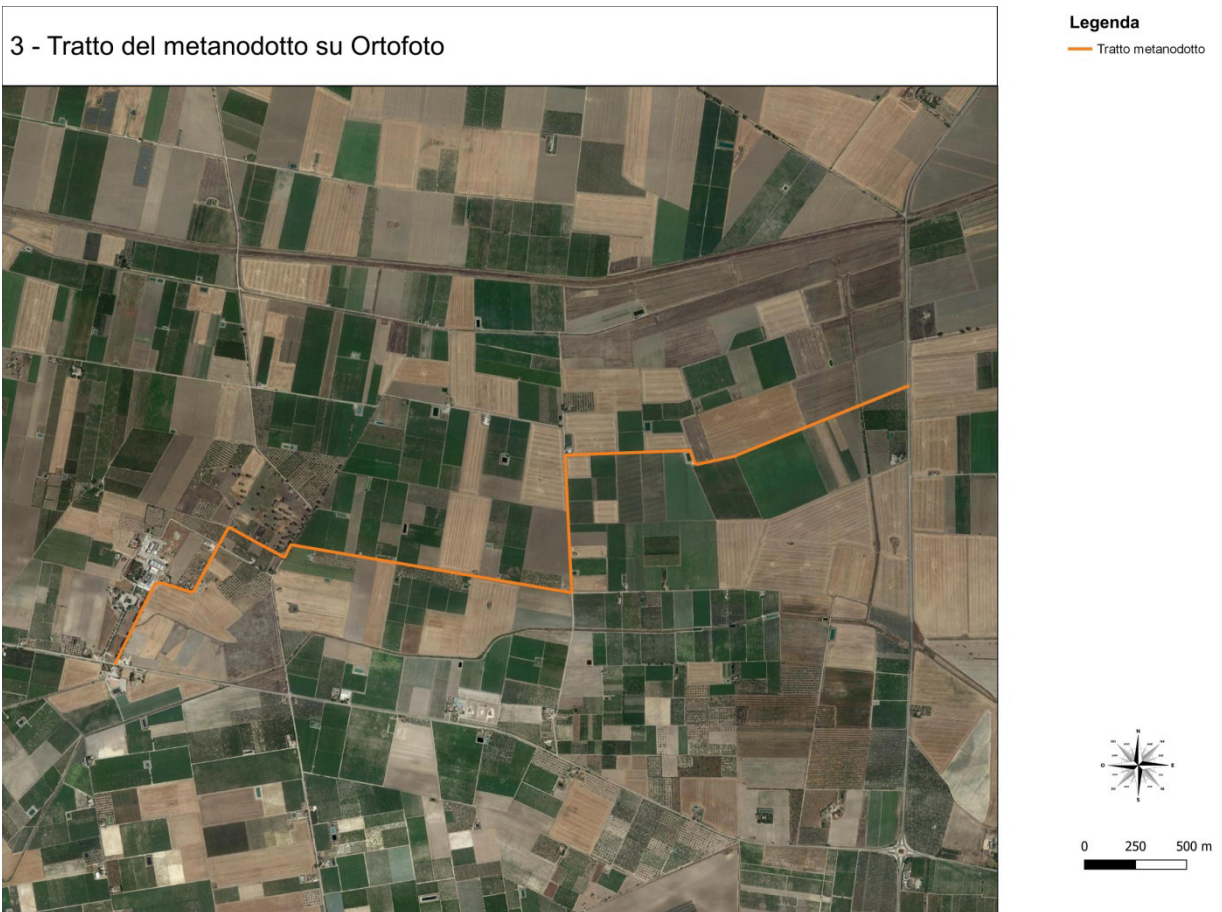 3 - Tratto del metanodotto su Ortofoto
Legenda
Tratto metanodotto
N
O
E
S
0 250 500 m